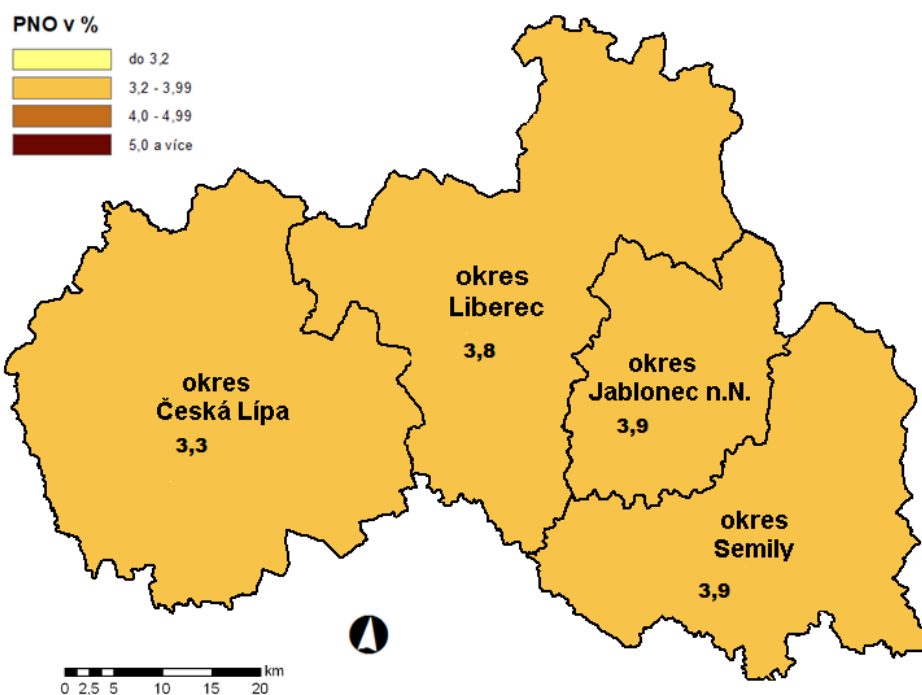 PNO v %
do 3,2
3,2 - 3,99
4,0 - 4,99
5,0 a více
okres
Liberec
3,8
okres
Jablonec n.N.
3,9
okres
Česká Lípa
3,3
okres
Semily
3,9
km
0 2,5 5 10 15 20